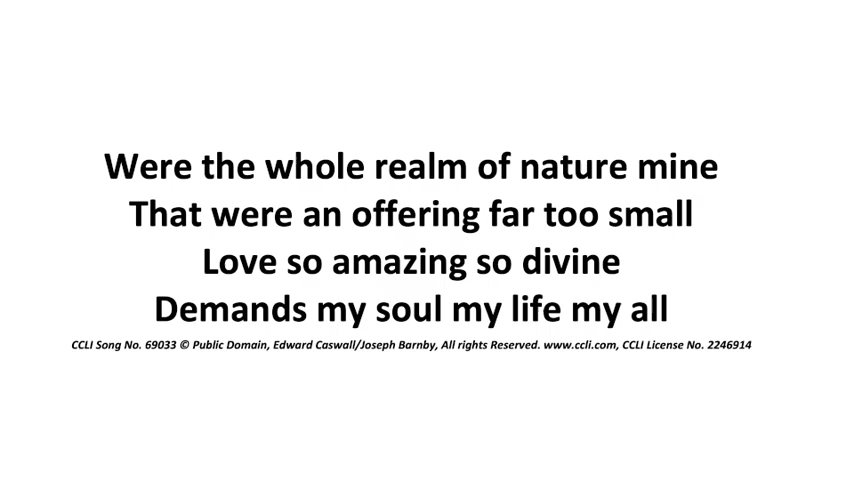 Were the whole realm of nature mine
That were an offering far too small
Love so amazing so divine
Demands my soul my life my all
CCLI Song No. 69033 © Public Domain, Edward Caswall/Joseph Barnby, All rights Reserved. www.ccli.com, CCLI License No. 2246914